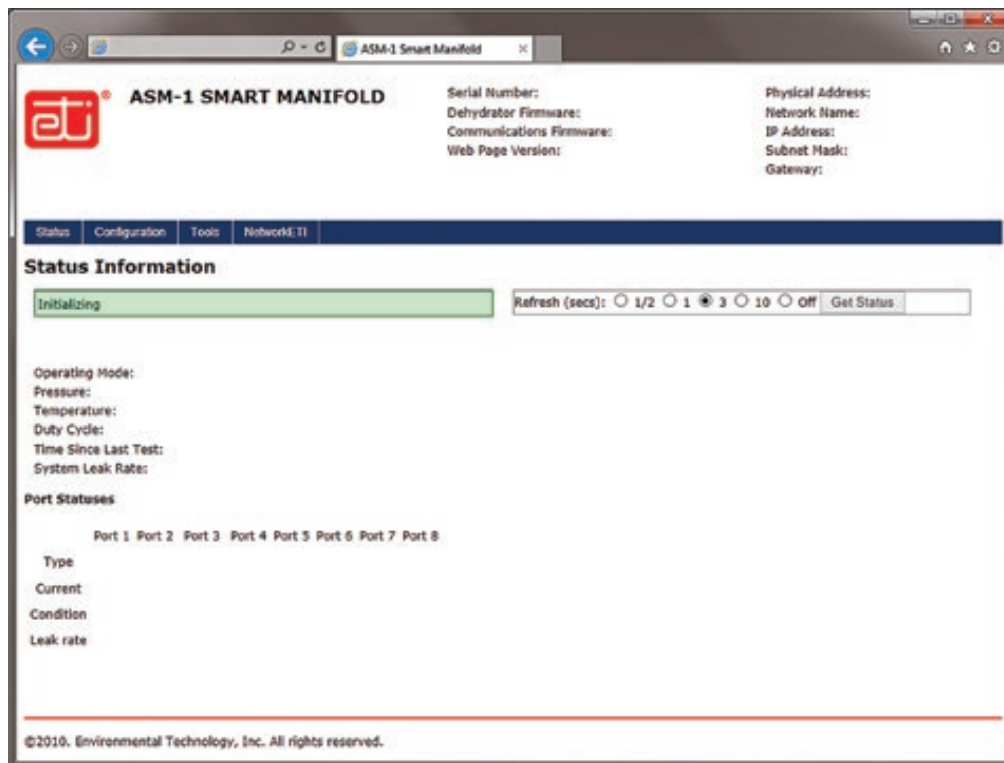 ASM-1 Smart Manifold
eti®
ASM-1 SMART MANIFOLD
Serial Number:
Dehydrator Firmware:
Communications Firmware:
Web Page Version:
Physical Address:
Network Name:
IP Address:
Subnet Mask:
Gateway:
Status Configuration Tools NetworkETI
Status Information
Initializing
Refresh (secs): 1/2 1 3 10 Off Get Status
Operating Mode:
Pressure:
Temperature:
Duty Cycle:
Time Since Last Test:
System Leak Rate:
Port Statuses
Port 1 Port 2 Port 3 Port 4 Port 5 Port 6 Port 7 Port 8
Type
Current
Condition
Leak rate
©2010. Environmental Technology, Inc. All rights reserved.